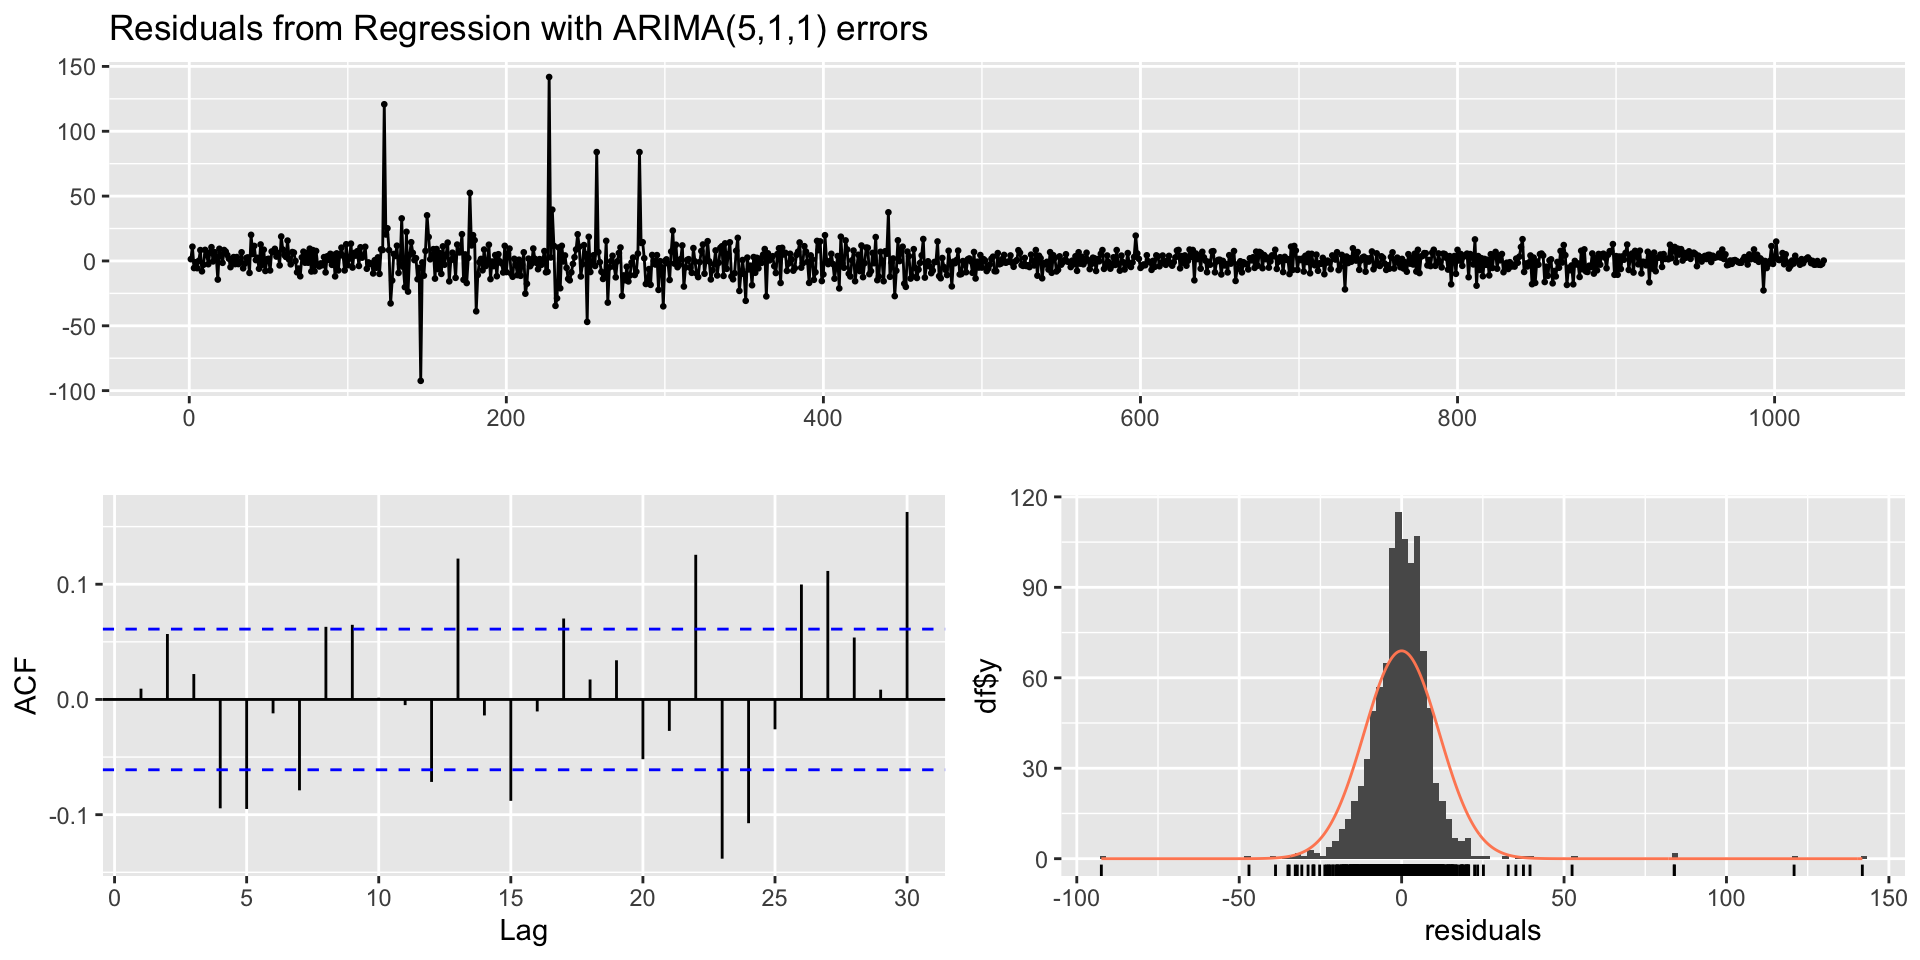 Residuals from Regression with ARIMA(5,1,1) errors
150
100
50
0
-50
-100
0 200 400 600 800 1000
ACF
0.1
0.0
-0.1
0 5 10 15 20 25 30
Lag
df$y
120
90
60
30
0
-100 -50 0 50 100 150
residuals